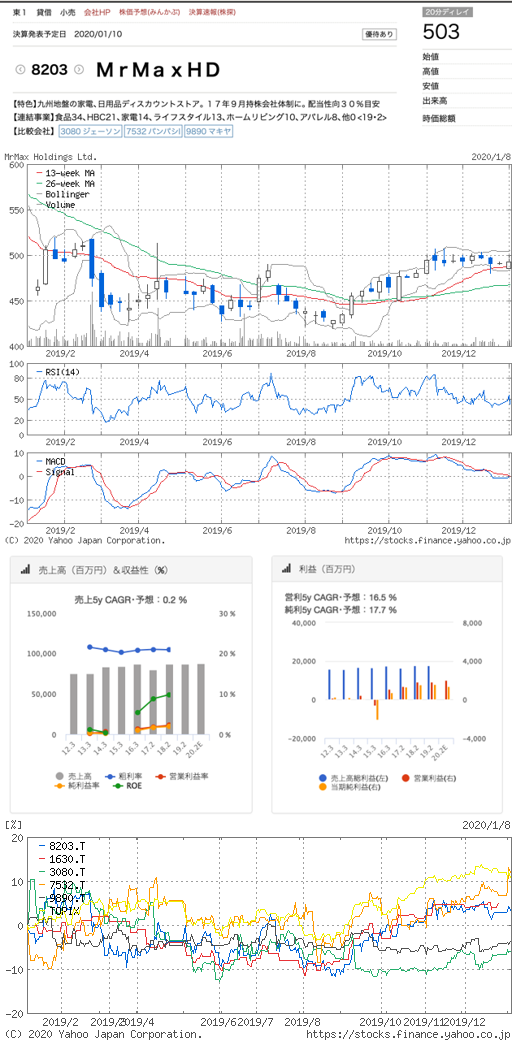 東1 貸借 小売 会社HP 株価予想(みんかぶ) 決算速報(株探)
20分ディレイ
503
決算発表予定日 2020/01/10
優待あり
8203 ＭｒＭａｘＨＤ
始値
高値
安値
出来高
時価総額
【特色】九州地盤の家電、日用品ディスカウントストア。１７年９月持株会社体制に。配当性向３０％目安
【連結事業】食品34、HBC21、家電14、ライフスタイル13、ホームリビング10、アパレル8、他0<19・2>
【比較会社】 3080 ジェーソン 7532 パンパシI 9890 マキヤ
MrMax Holdings Ltd.
2020/1/8
13-week MA
26-week MA
Bollinger
Volume
600
550
500
450
400
2019/2 2019/4 2019/6 2019/8 2019/10 2019/12
RSI(14)
100
80
50
20
0
2019/2 2019/4 2019/6 2019/8 2019/10 2019/12
MACD
Signal
10
0
-10
-20
2019/2 2019/4 2019/6 2019/8 2019/10 2019/12
(C) 2020 Yahoo Japan Corporation.
https://stocks.finance.yahoo.co.jp/
売上高（百万円）＆収益性（%）
売上5y CAGR・予想：0.2 %
150,000
100,000
50,000
0
30 %
20 %
10 %
0 %
12.3 13.3 14.3 15.3 16.3 17.2 18.2 19.2 20.2E
売上高 粗利率 営業利益率
純利益率 ROE
利益（百万円）
営利5y CAGR・予想：16.5 %
純利5y CAGR・予想：17.7 %
40,000
20,000
0
-20,000
8,000
4,000
0
-4,000
12.3 13.3 14.3 15.3 16.3 17.2 18.2 19.2 20.2E
売上高総利益(左) 営業利益(右)
当期純利益(右)
[%]
2020/1/8
8203.T
1630.T
3080.T
7532.T
9890.T
TOPIX
20
10
0
-10
-20
2019/2 2019/3 2019/4 2019/6 2019/7 2019/8 2019/10 2019/11 2019/12
(C) 2020 Yahoo Japan Corporation.
https://stocks.finance.yahoo.co.jp/